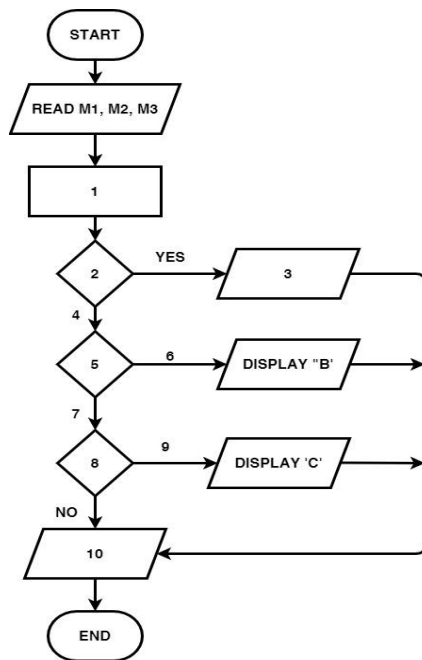 START
READ M1, M2, M3
1
2
YES
3
4
5
6
DISPLAY "B'
7
8
9
DISPLAY 'C'
NO
10
END